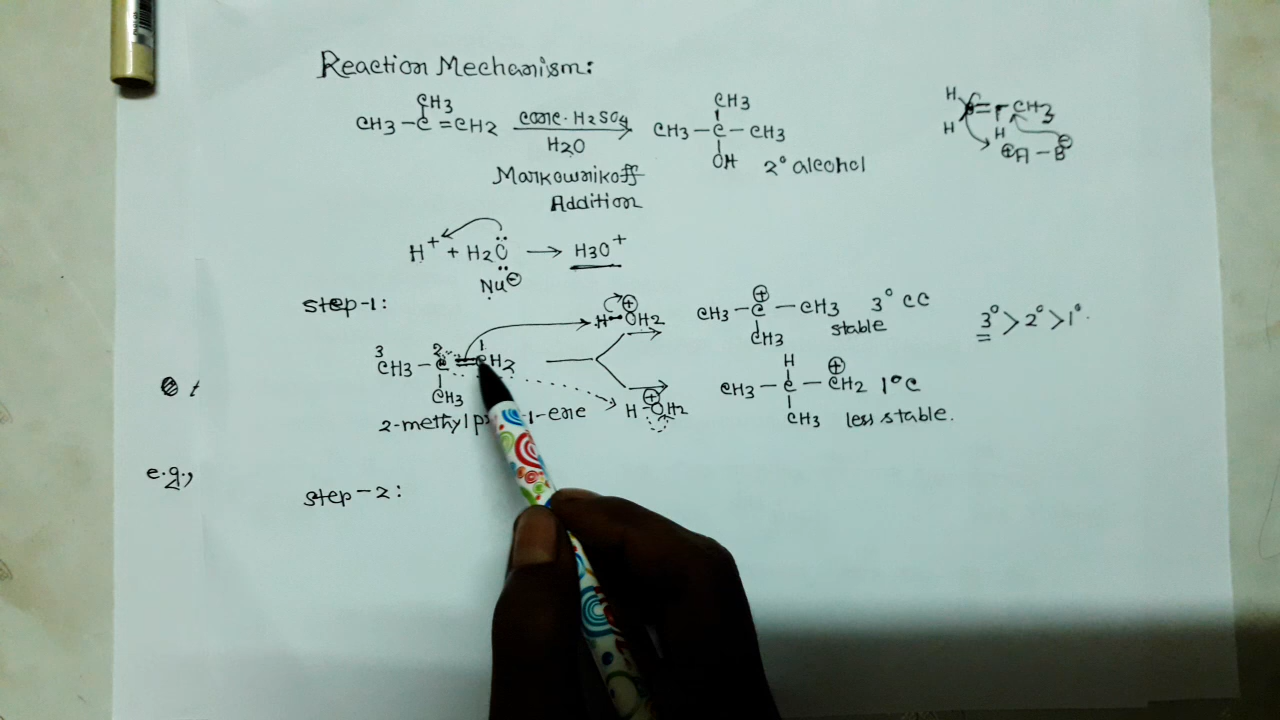 Reaction Mechanism:
CH3
CH3 - C = CH2
conc. H2SO4
H2O
CH3
CH3 - C - CH3
OH 2° alcohol
Markownikoff
Addition
H
H
CH3
H
⊕A - B⊖
H+ + H2O → H3O+
Nu⊖
step-1:
H - OH2
⊕
⊕
CH3 - C - CH3 3° CC
CH3
stable
3° > 2° > 1°.
3 2 1
CH3 - C = CH2
CH3
2-methyl -1-ene
⊕
H - OH2
H ⊕
CH3 - C - CH2 1°C
CH3 less stable.
e.g.,
step-2: